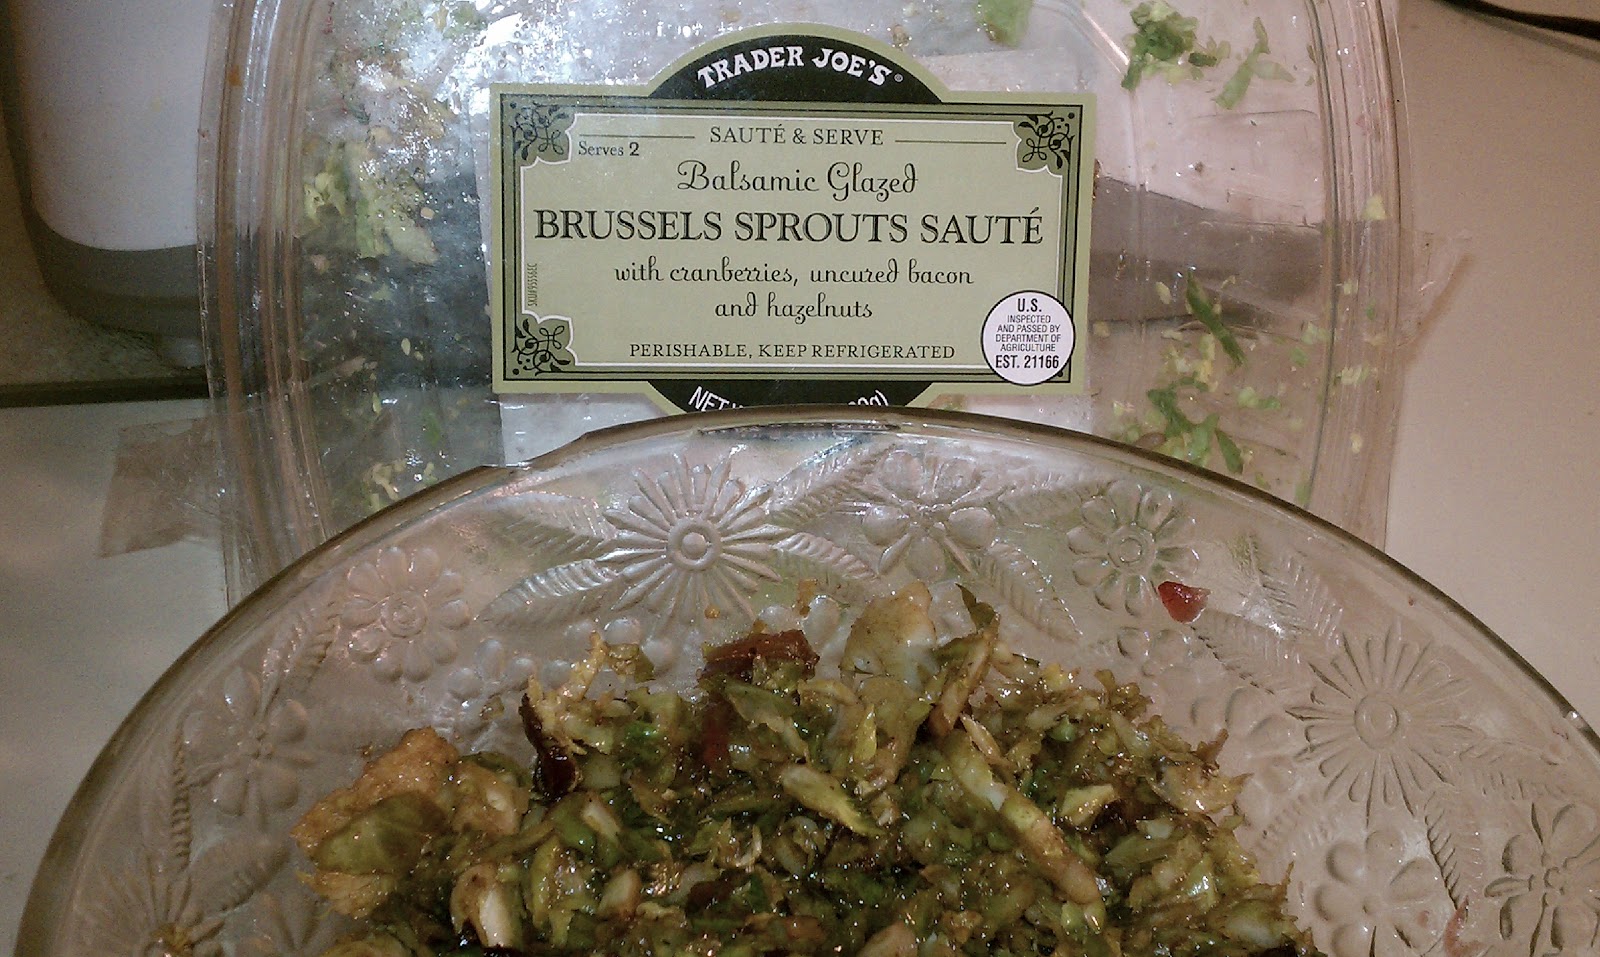 TRADER JOE'S®
SAUTÉ & SERVE
Serves 2
Balsamic Glazed
BRUSSELS SPROUTS SAUTÉ
with cranberries, uncured bacon
and hazelnuts
PERISHABLE, KEEP REFRIGERATED
U.S.
INSPECTED
AND PASSED BY
DEPARTMENT OF
AGRICULTURE
EST. 21166
NET